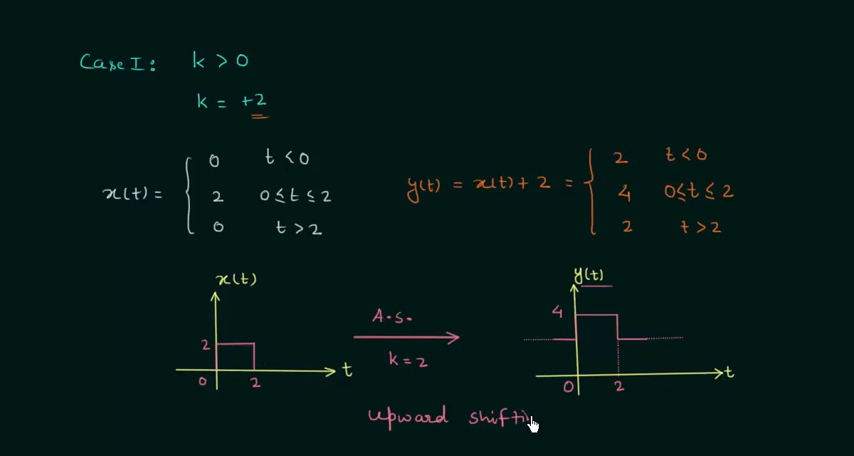 Case I: k > 0
k = +2
x(t) = { 0 t < 0
2 0 ≤ t ≤ 2
0 t > 2
y(t) = x(t) + 2 = { 2 t < 0
4 0 ≤ t ≤ 2
2 t > 2
x(t)
2
0 2 t
A.S.
k = 2
y(t)
4
0 2 t
upward shifti